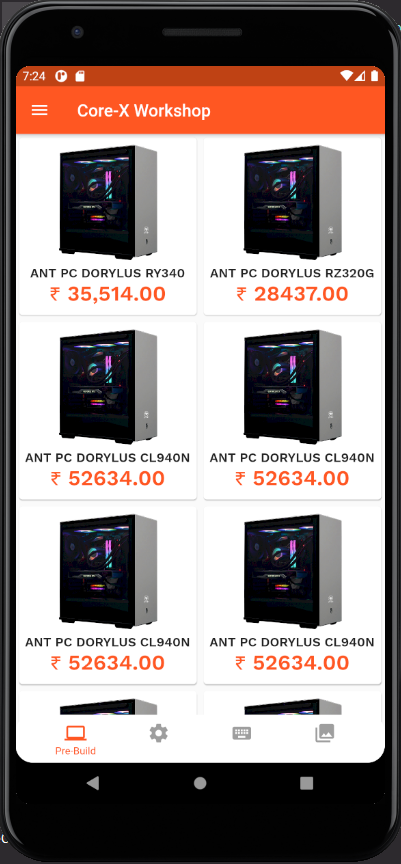 7:24
Core-X Workshop
ANT PC DORYLUS RY340
₹ 35,514.00
ANT PC DORYLUS RZ320G
₹ 28437.00
ANT PC DORYLUS CL940N
₹ 52634.00
ANT PC DORYLUS CL940N
₹ 52634.00
ANT PC DORYLUS CL940N
₹ 52634.00
ANT PC DORYLUS CL940N
₹ 52634.00
Pre-Build